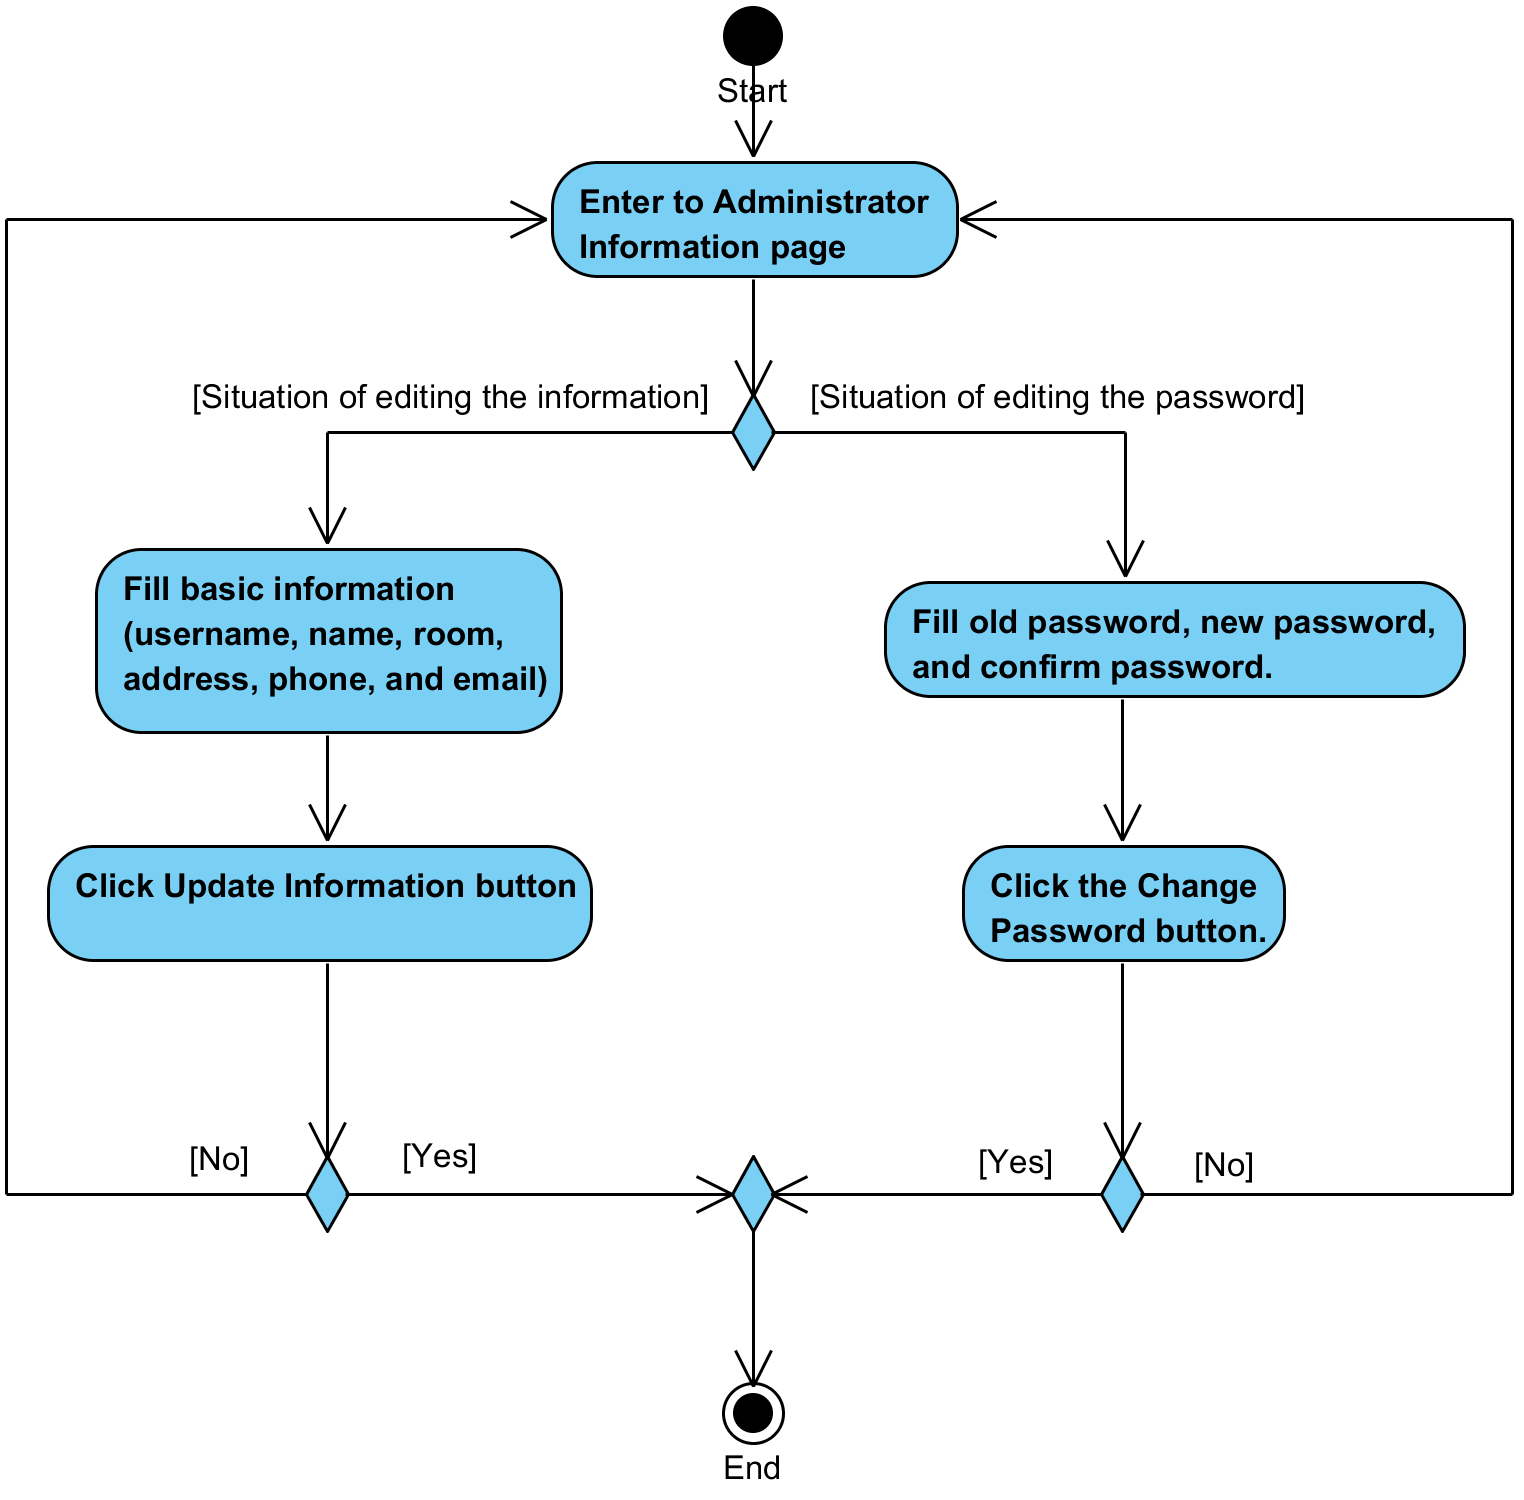 Start
Enter to Administrator
Information page
[Situation of editing the information]
[Situation of editing the password]
Fill basic information
(username, name, room,
address, phone, and email)
Fill old password, new password,
and confirm password.
Click Update Information button
Click the Change
Password button.
[No]
[Yes]
[Yes]
[No]
End